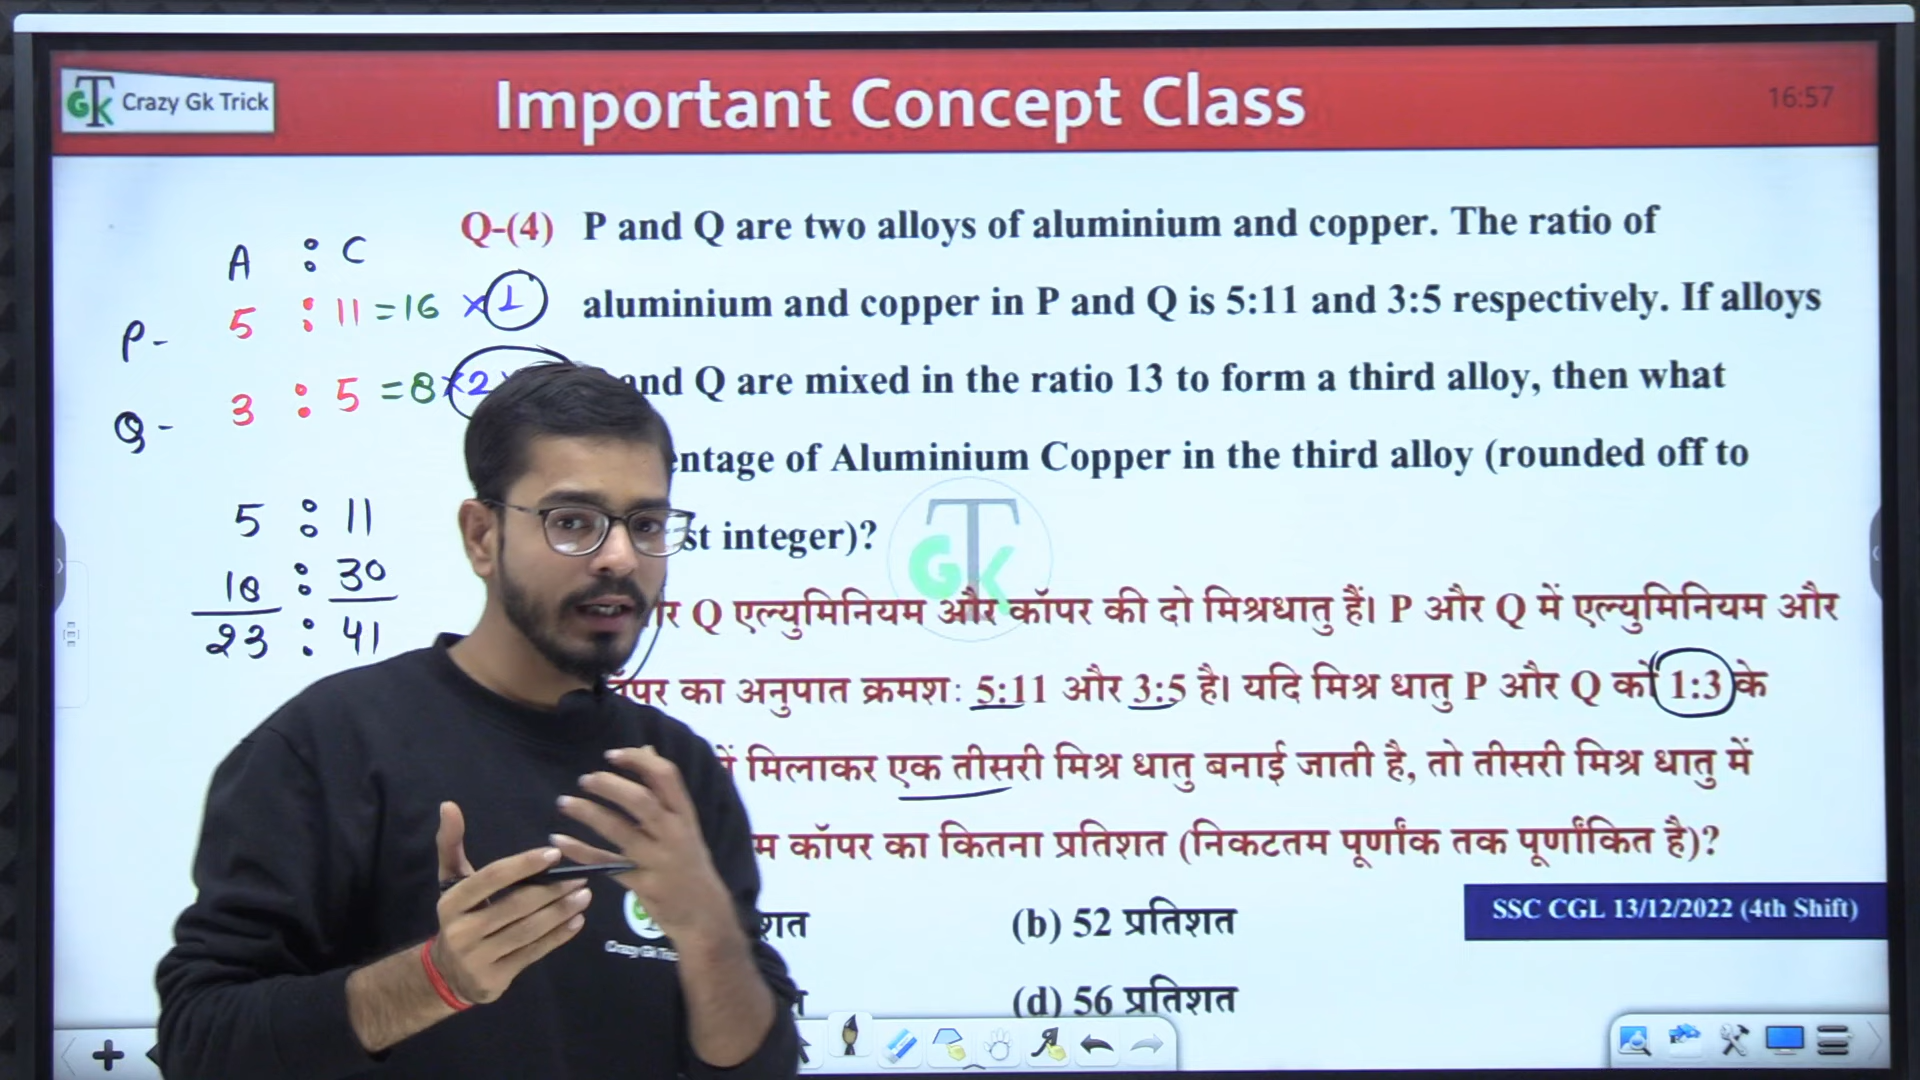 GTK Crazy Gk Trick
Important Concept Class
16:57
A : C
P- 5 : 11 = 16 × 1
Q- 3 : 5 = 8 × 2
5 : 11
18 : 30
23 : 41
Q-(4) P and Q are two alloys of aluminium and copper. The ratio of
aluminium and copper in P and Q is 5:11 and 3:5 respectively. If alloys
and Q are mixed in the ratio 13 to form a third alloy, then what
entage of Aluminium Copper in the third alloy (rounded off to
st integer)?
GTK
र Q एल्युमिनियम और कॉपर की दो मिश्रधातु हैं। P और Q में एल्युमिनियम और
पर का अनुपात क्रमशः 5:11 और 3:5 है। यदि मिश्र धातु P और Q को 1:3 के
में मिलाकर एक तीसरी मिश्र धातु बनाई जाती है, तो तीसरी मिश्र धातु में
म कॉपर का कितना प्रतिशत (निकटतम पूर्णांक तक पूर्णांकित है)?
शत (b) 52 प्रतिशत
(d) 56 प्रतिशत
SSC CGL 13/12/2022 (4th Shift)